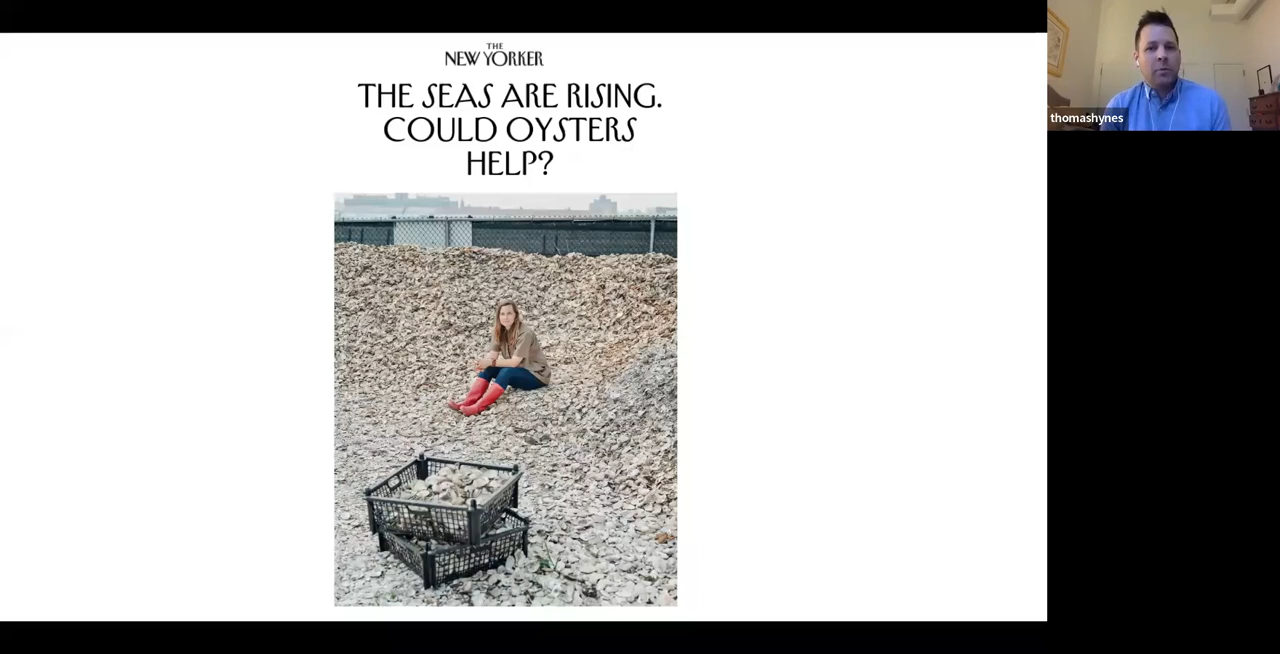 THE
NEW YORKER
THE SEAS ARE RISING.
COULD OYSTERS
HELP?
thomashynes